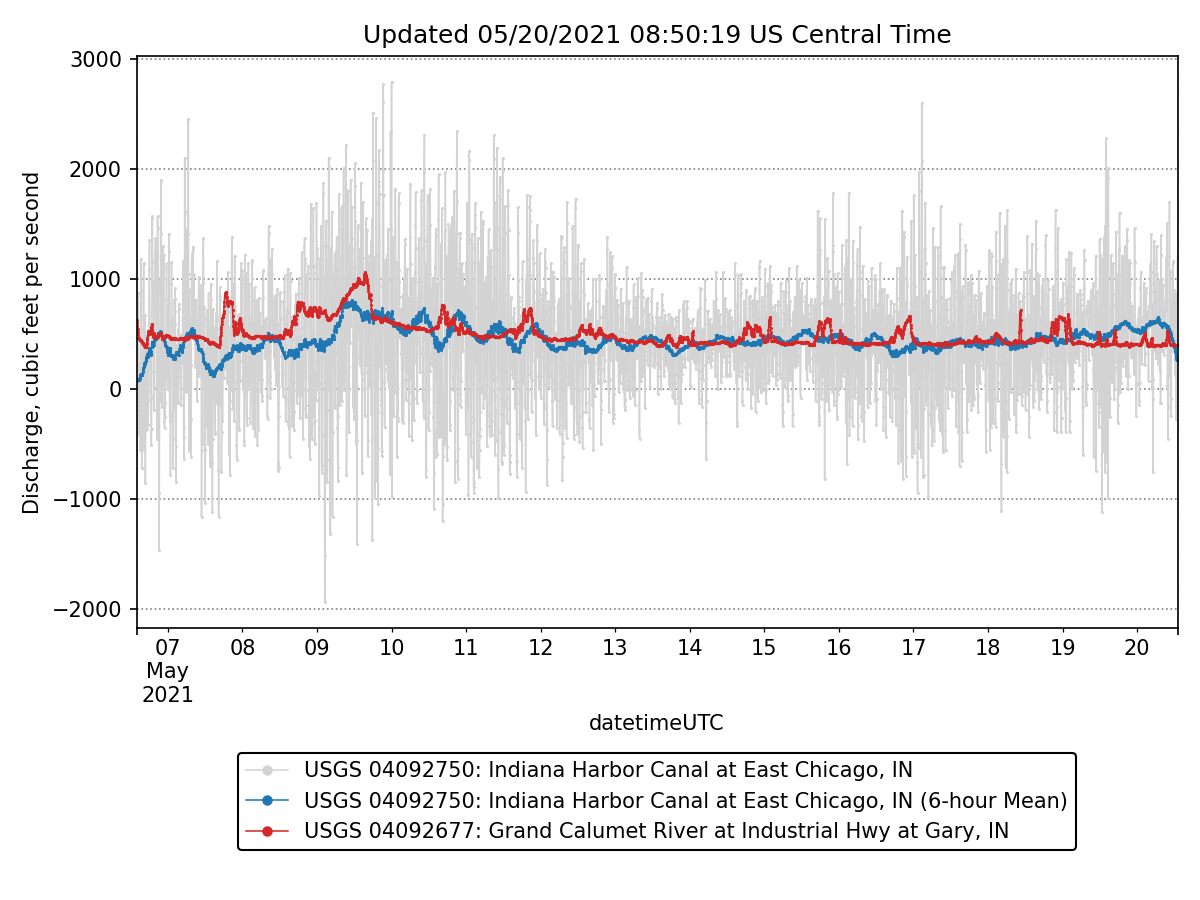 Updated 05/20/2021 08:50:19 US Central Time
Discharge, cubic feet per second
3000
2000
1000
0
−1000
−2000
07 08 09 10 11 12 13 14 15 16 17 18 19 20
May
2021
datetimeUTC
USGS 04092750: Indiana Harbor Canal at East Chicago, IN
USGS 04092750: Indiana Harbor Canal at East Chicago, IN (6-hour Mean)
USGS 04092677: Grand Calumet River at Industrial Hwy at Gary, IN